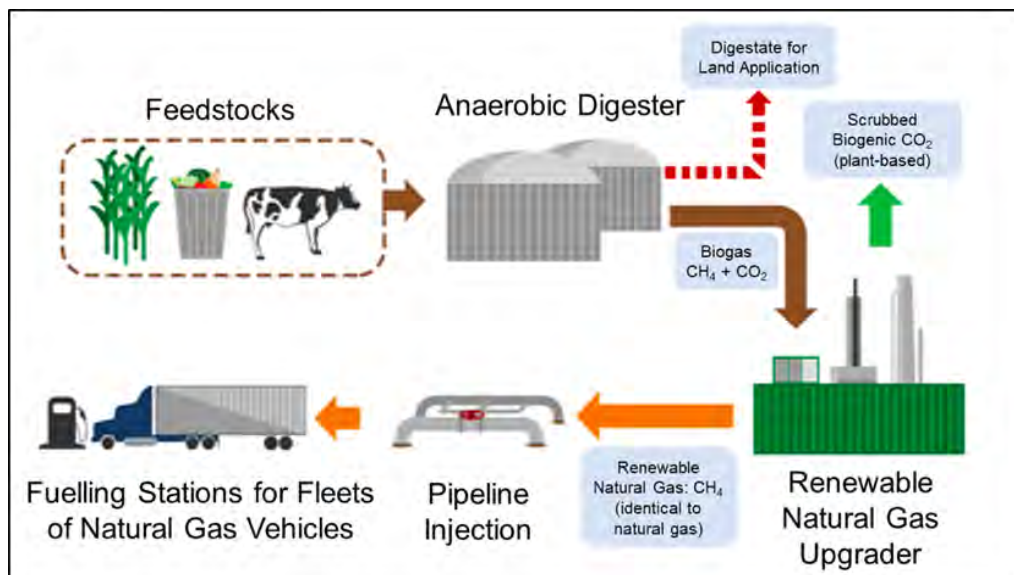 Feedstocks
Anaerobic Digester
Digestate for
Land Application
Scrubbed
Biogenic CO₂
(plant-based)
Biogas
CH₄ + CO₂
Fuelling Stations for Fleets
of Natural Gas Vehicles
Pipeline
Injection
Renewable
Natural Gas: CH₄
(identical to
natural gas)
Renewable
Natural Gas
Upgrader